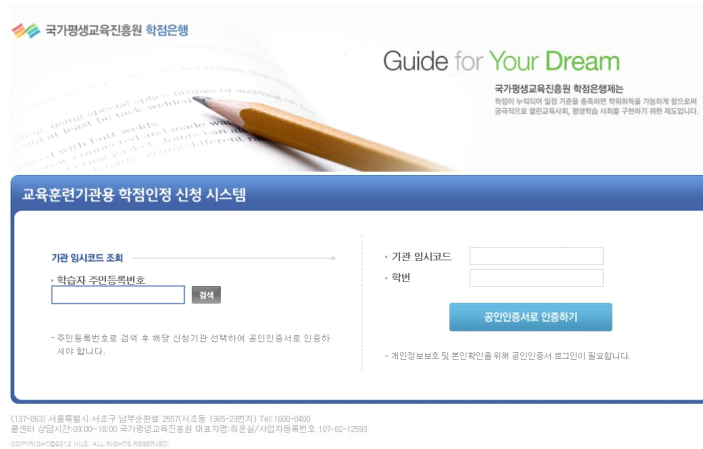 국가평생교육진흥원 학점은행
Guide for Your Dream
국가평생교육진흥원 학점은행제는
학점이 누적되어 일정 기준을 충족하면 학위취득을 가능하게 함으로써
궁극적으로 열린교육사회, 평생학습 사회를 구현하기 위한 제도입니다.
교육훈련기관용 학점인정 신청 시스템
기관 임시코드 조회
학습자 주민등록번호
검색
- 주민등록번호로 검색 후 해당 신청기관 선택하여 공인인증서로 인증하
셔야 합니다.
기관 임시코드
학번
공인인증서로 인증하기
- 개인정보보호 및 본인확인을 위해 공인인증서 로그인이 필요합니다.
(137-863) 서울특별시 서초구 남부순환로 2557(서초동 1365-23번지) Tel:1600-0400
콜센터 상담시간:09:00~18:00 국가평생교육진흥원 대표자명:최운실/사업자등록번호 107-82-12593
COPYRIGHT©2012 NILE. ALL RIGHTS RESERVED.